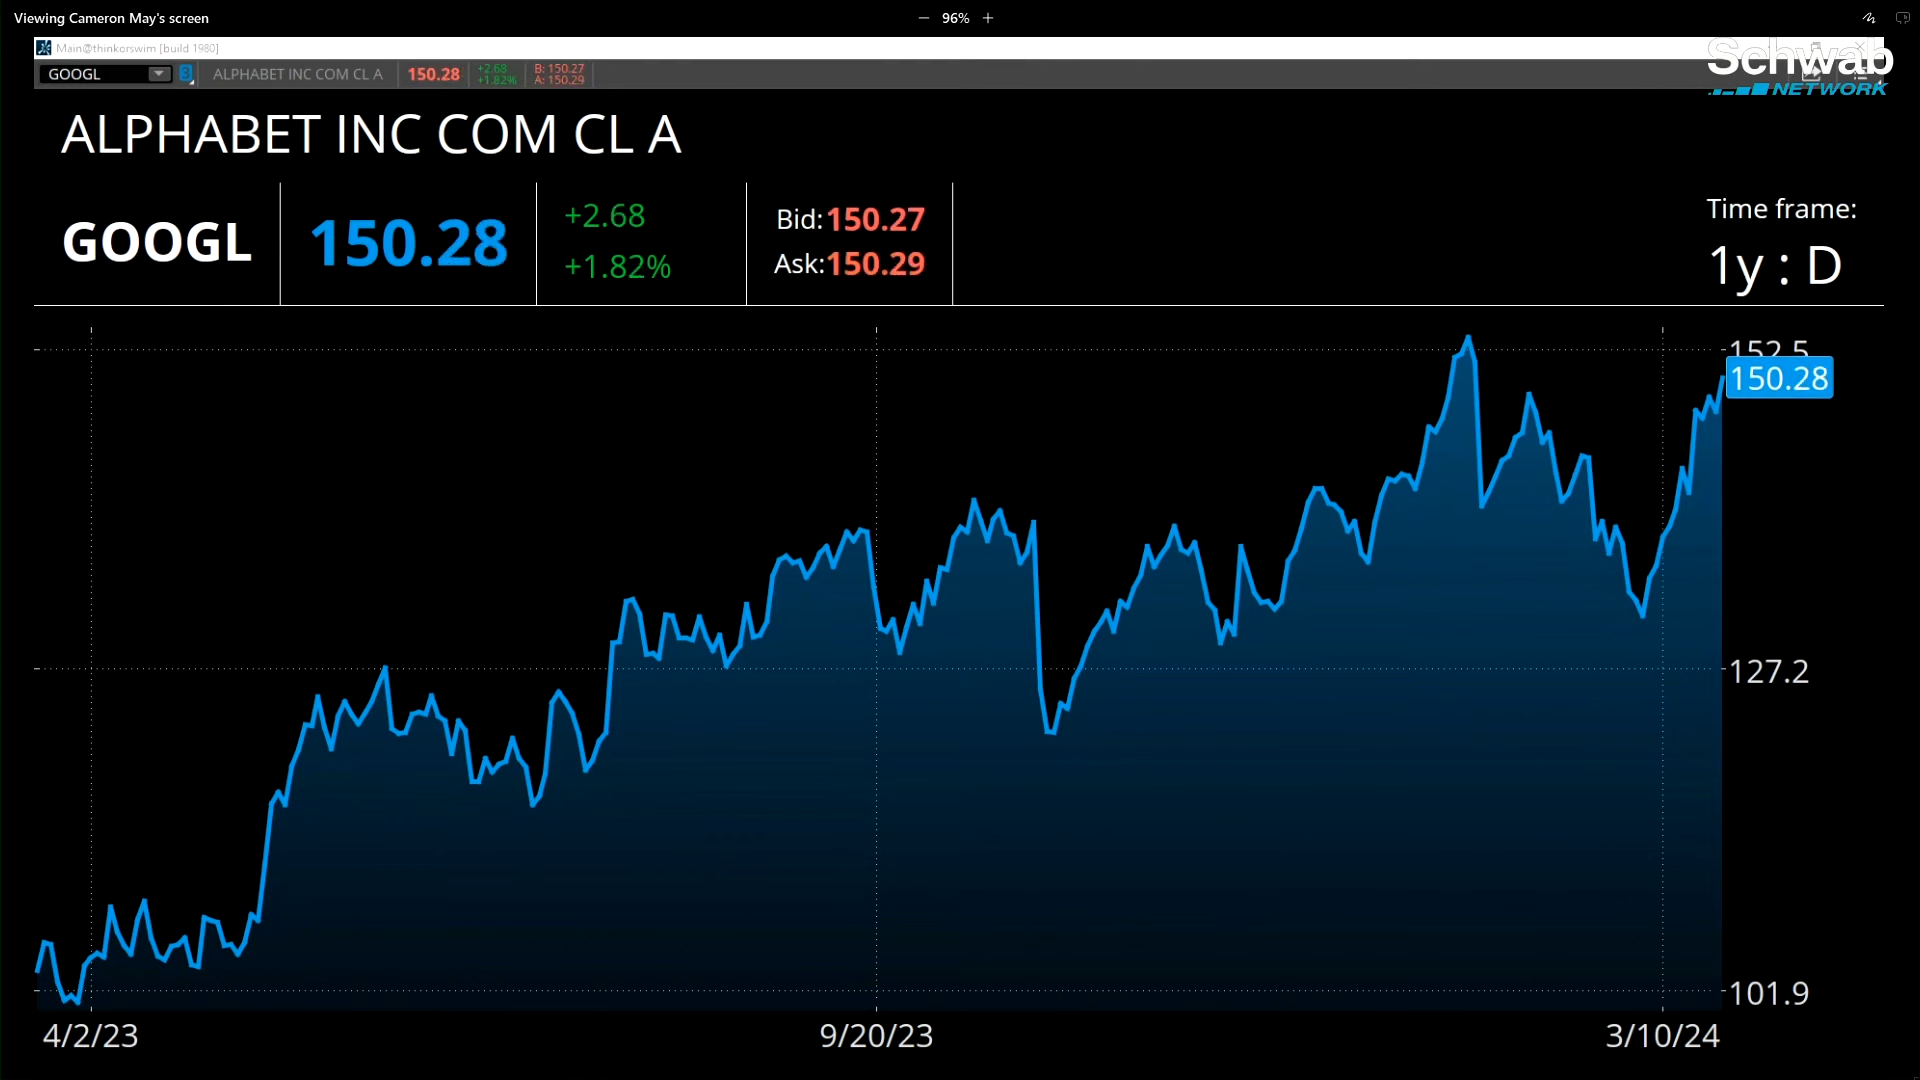 Viewing Cameron May's screen
96%
Main@thinkorswim [build 1980]
GOOGL
3
ALPHABET INC COM CL A
150.28
+2.68
+1.82%
B: 150.27
A: 150.29
Schwab
NETWORK
ALPHABET INC COM CL A
GOOGL
150.28
+2.68
+1.82%
Bid: 150.27
Ask: 150.29
Time frame:
1y : D
152.5
150.28
127.2
101.9
4/2/23
9/20/23
3/10/24